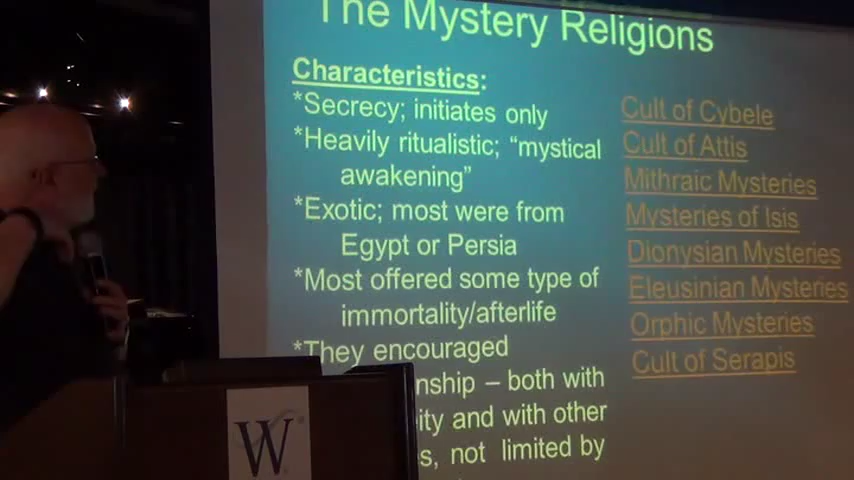 The Mystery Religions
Characteristics:
*Secrecy; initiates only
*Heavily ritualistic; “mystical
awakening”
*Exotic; most were from
Egypt or Persia
*Most offered some type of
immortality/afterlife
*They encouraged
nship – both with
ity and with other
s, not limited by
Cult of Cybele
Cult of Attis
Mithraic Mysteries
Mysteries of Isis
Dionysian Mysteries
Eleusinian Mysteries
Orphic Mysteries
Cult of Serapis
W